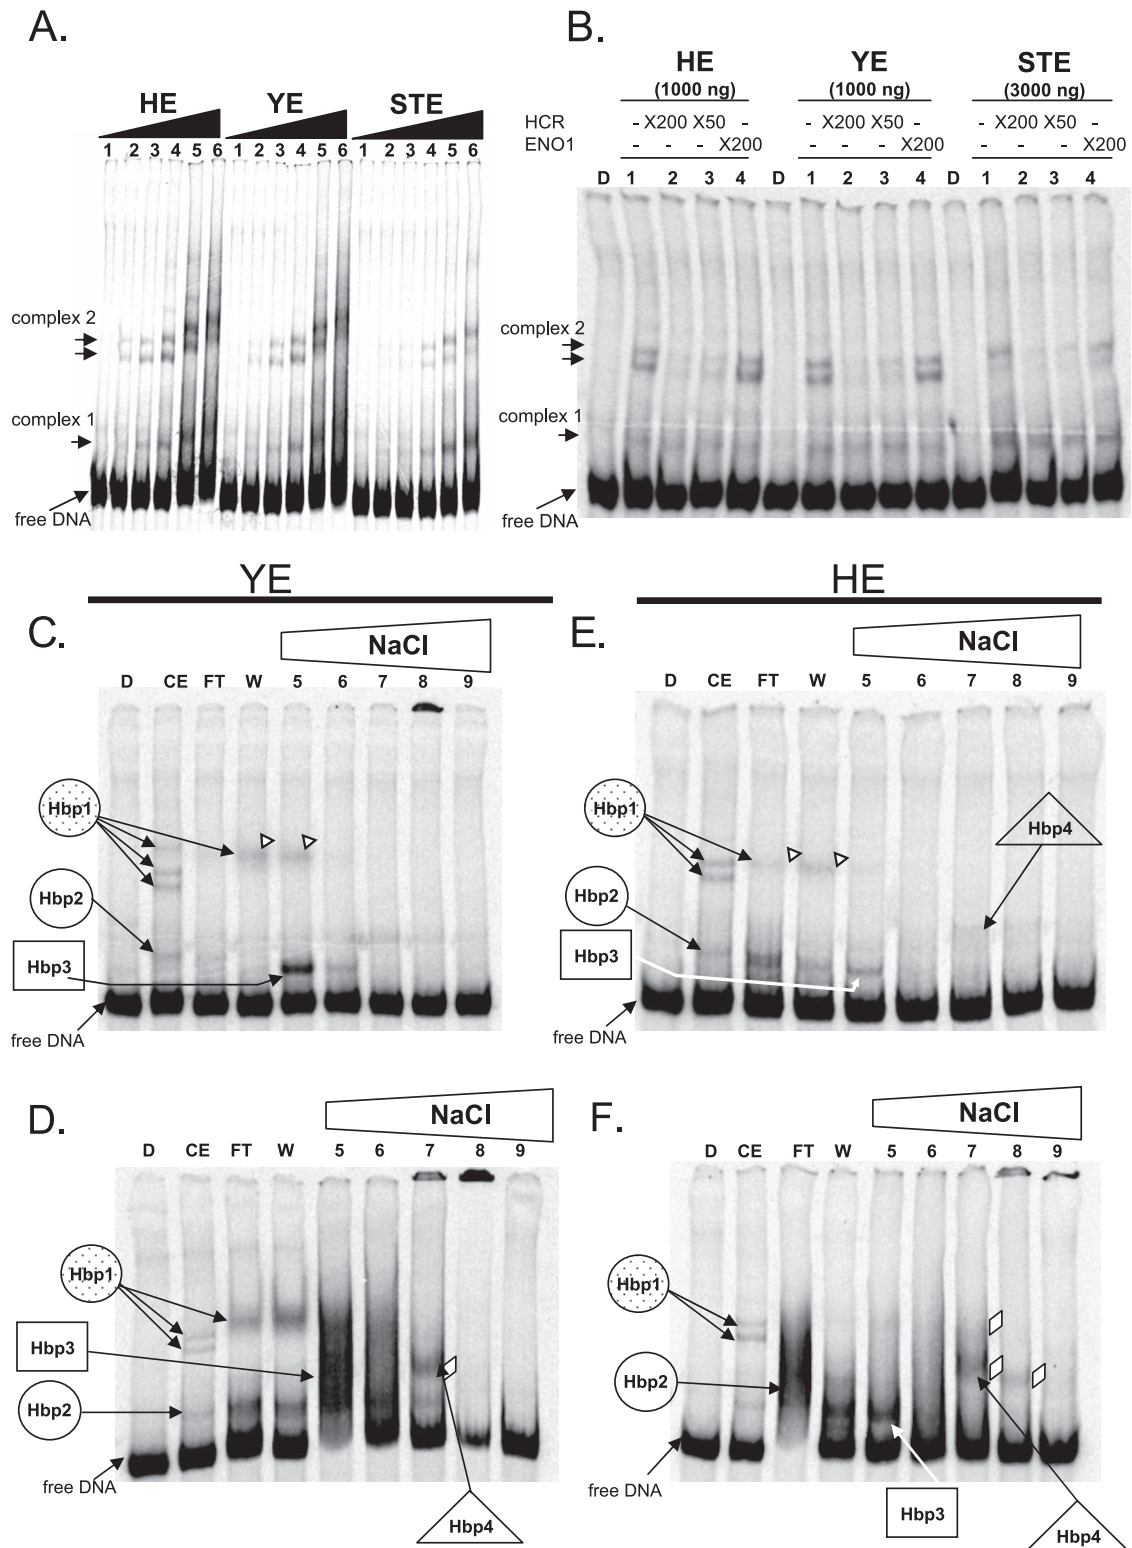 A.
HE YE STE
1 2 3 4 5 6 1 2 3 4 5 6 1 2 3 4 5 6
complex 2
complex 1
free DNA
B.
HE YE STE
(1000 ng) (1000 ng) (3000 ng)
HCR - X200 X50 - - X200 X50 - - X200 X50 -
ENO1 - - - X200 - - - X200 - - - X200
D 1 2 3 4 D 1 2 3 4 D 1 2 3 4
complex 2
complex 1
free DNA
YE
C.
NaCl
D CE FT W 5 6 7 8 9
Hbp1
Hbp2
Hbp3
free DNA
HE
E.
NaCl
D CE FT W 5 6 7 8 9
Hbp1
Hbp4
Hbp2
Hbp3
free DNA
D.
NaCl
D CE FT W 5 6 7 8 9
Hbp1
Hbp3
Hbp2
free DNA
Hbp4
F.
NaCl
D CE FT W 5 6 7 8 9
Hbp1
Hbp2
free DNA
Hbp3
Hbp4